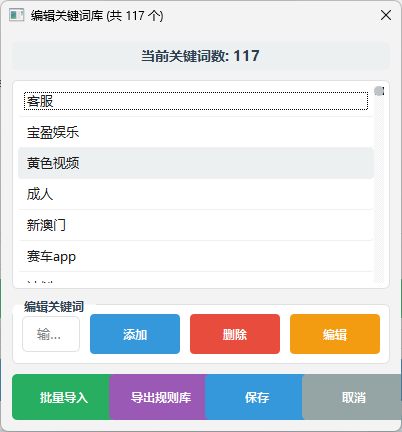 编辑关键词库 (共 117 个)
当前关键词数: 117
客服
宝盈娱乐
黄色视频
成人
新澳门
赛车app
编辑关键词
输...
添加
删除
编辑
批量导入
导出规则库
保存
取消